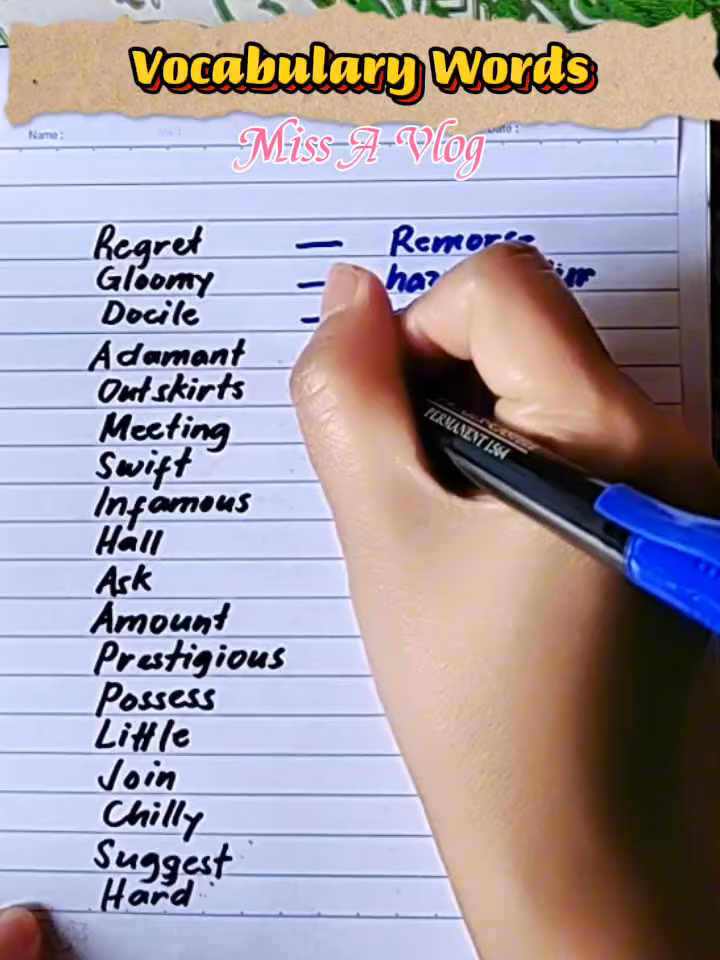 Vocabulary Words
Miss A Vlog
Name :
Date :
Regret — Remorse
Gloomy —
Docile —
Adamant
Outskirts
Meeting
Swift
Infamous
Hall
Ask
Amount
Prestigious
Possess
Little
Join
Chilly
Suggest
Hard
PERMANENT 1564